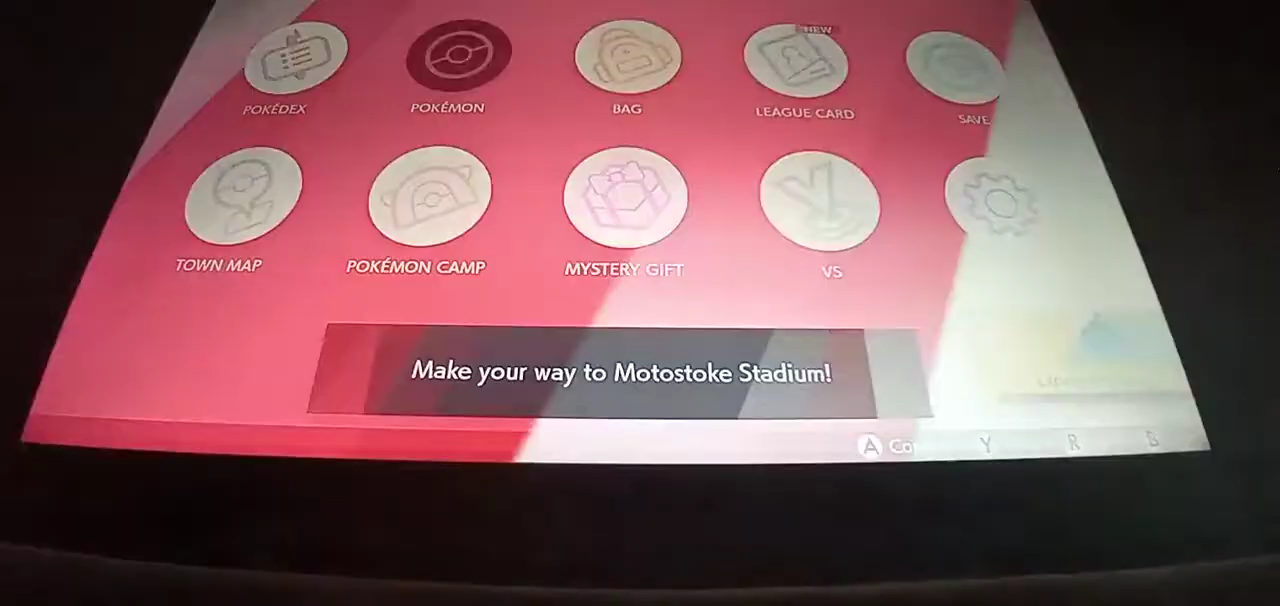 POKÉDEX
POKÉMON
BAG
NEW
LEAGUE CARD
SAVE
TOWN MAP
POKÉMON CAMP
MYSTERY GIFT
VS
Make your way to Motostoke Stadium!
A Y R B